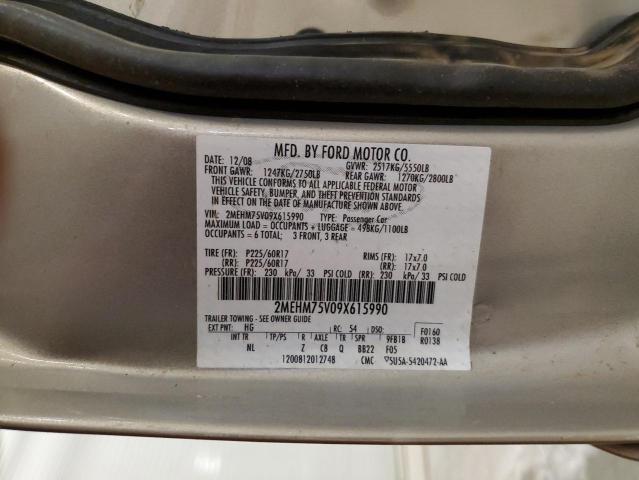 MFD. BY FORD MOTOR CO.
DATE: 12/08 GVWR: 2517KG/5550LB
FRONT GAWR: 1247KG/2750LB REAR GAWR: 1270KG/2800LB
THIS VEHICLE CONFORMS TO ALL APPLICABLE FEDERAL MOTOR
VEHICLE SAFETY, BUMPER, AND THEFT PREVENTION STANDARDS
IN EFFECT ON THE DATE OF MANUFACTURE SHOWN ABOVE.
VIN: 2MEHM75V09X615990 TYPE: Passenger Car
MAXIMUM LOAD = OCCUPANTS + LUGGAGE = 498KG/1100LB
OCCUPANTS = 6 TOTAL; 3 FRONT, 3 REAR
TIRE (FR): P225/60R17 RIMS (FR): 17x7.0
(RR): P225/60R17 (RR): 17x7.0
PRESSURE (FR): 230 kPa/ 33 PSI COLD (RR): 230 kPa/ 33 PSI COLD
2MEHM75V09X615990
TRAILER TOWING - SEE OWNER GUIDE
EXT PNT: HG RC: 54 DSO: F0160
INT TR TP/PS R AXLE TR SPR 9FB1B R0138
NL Z C8 Q BB22 F05
1200812012748 CMC 5U5A-5420472-AA